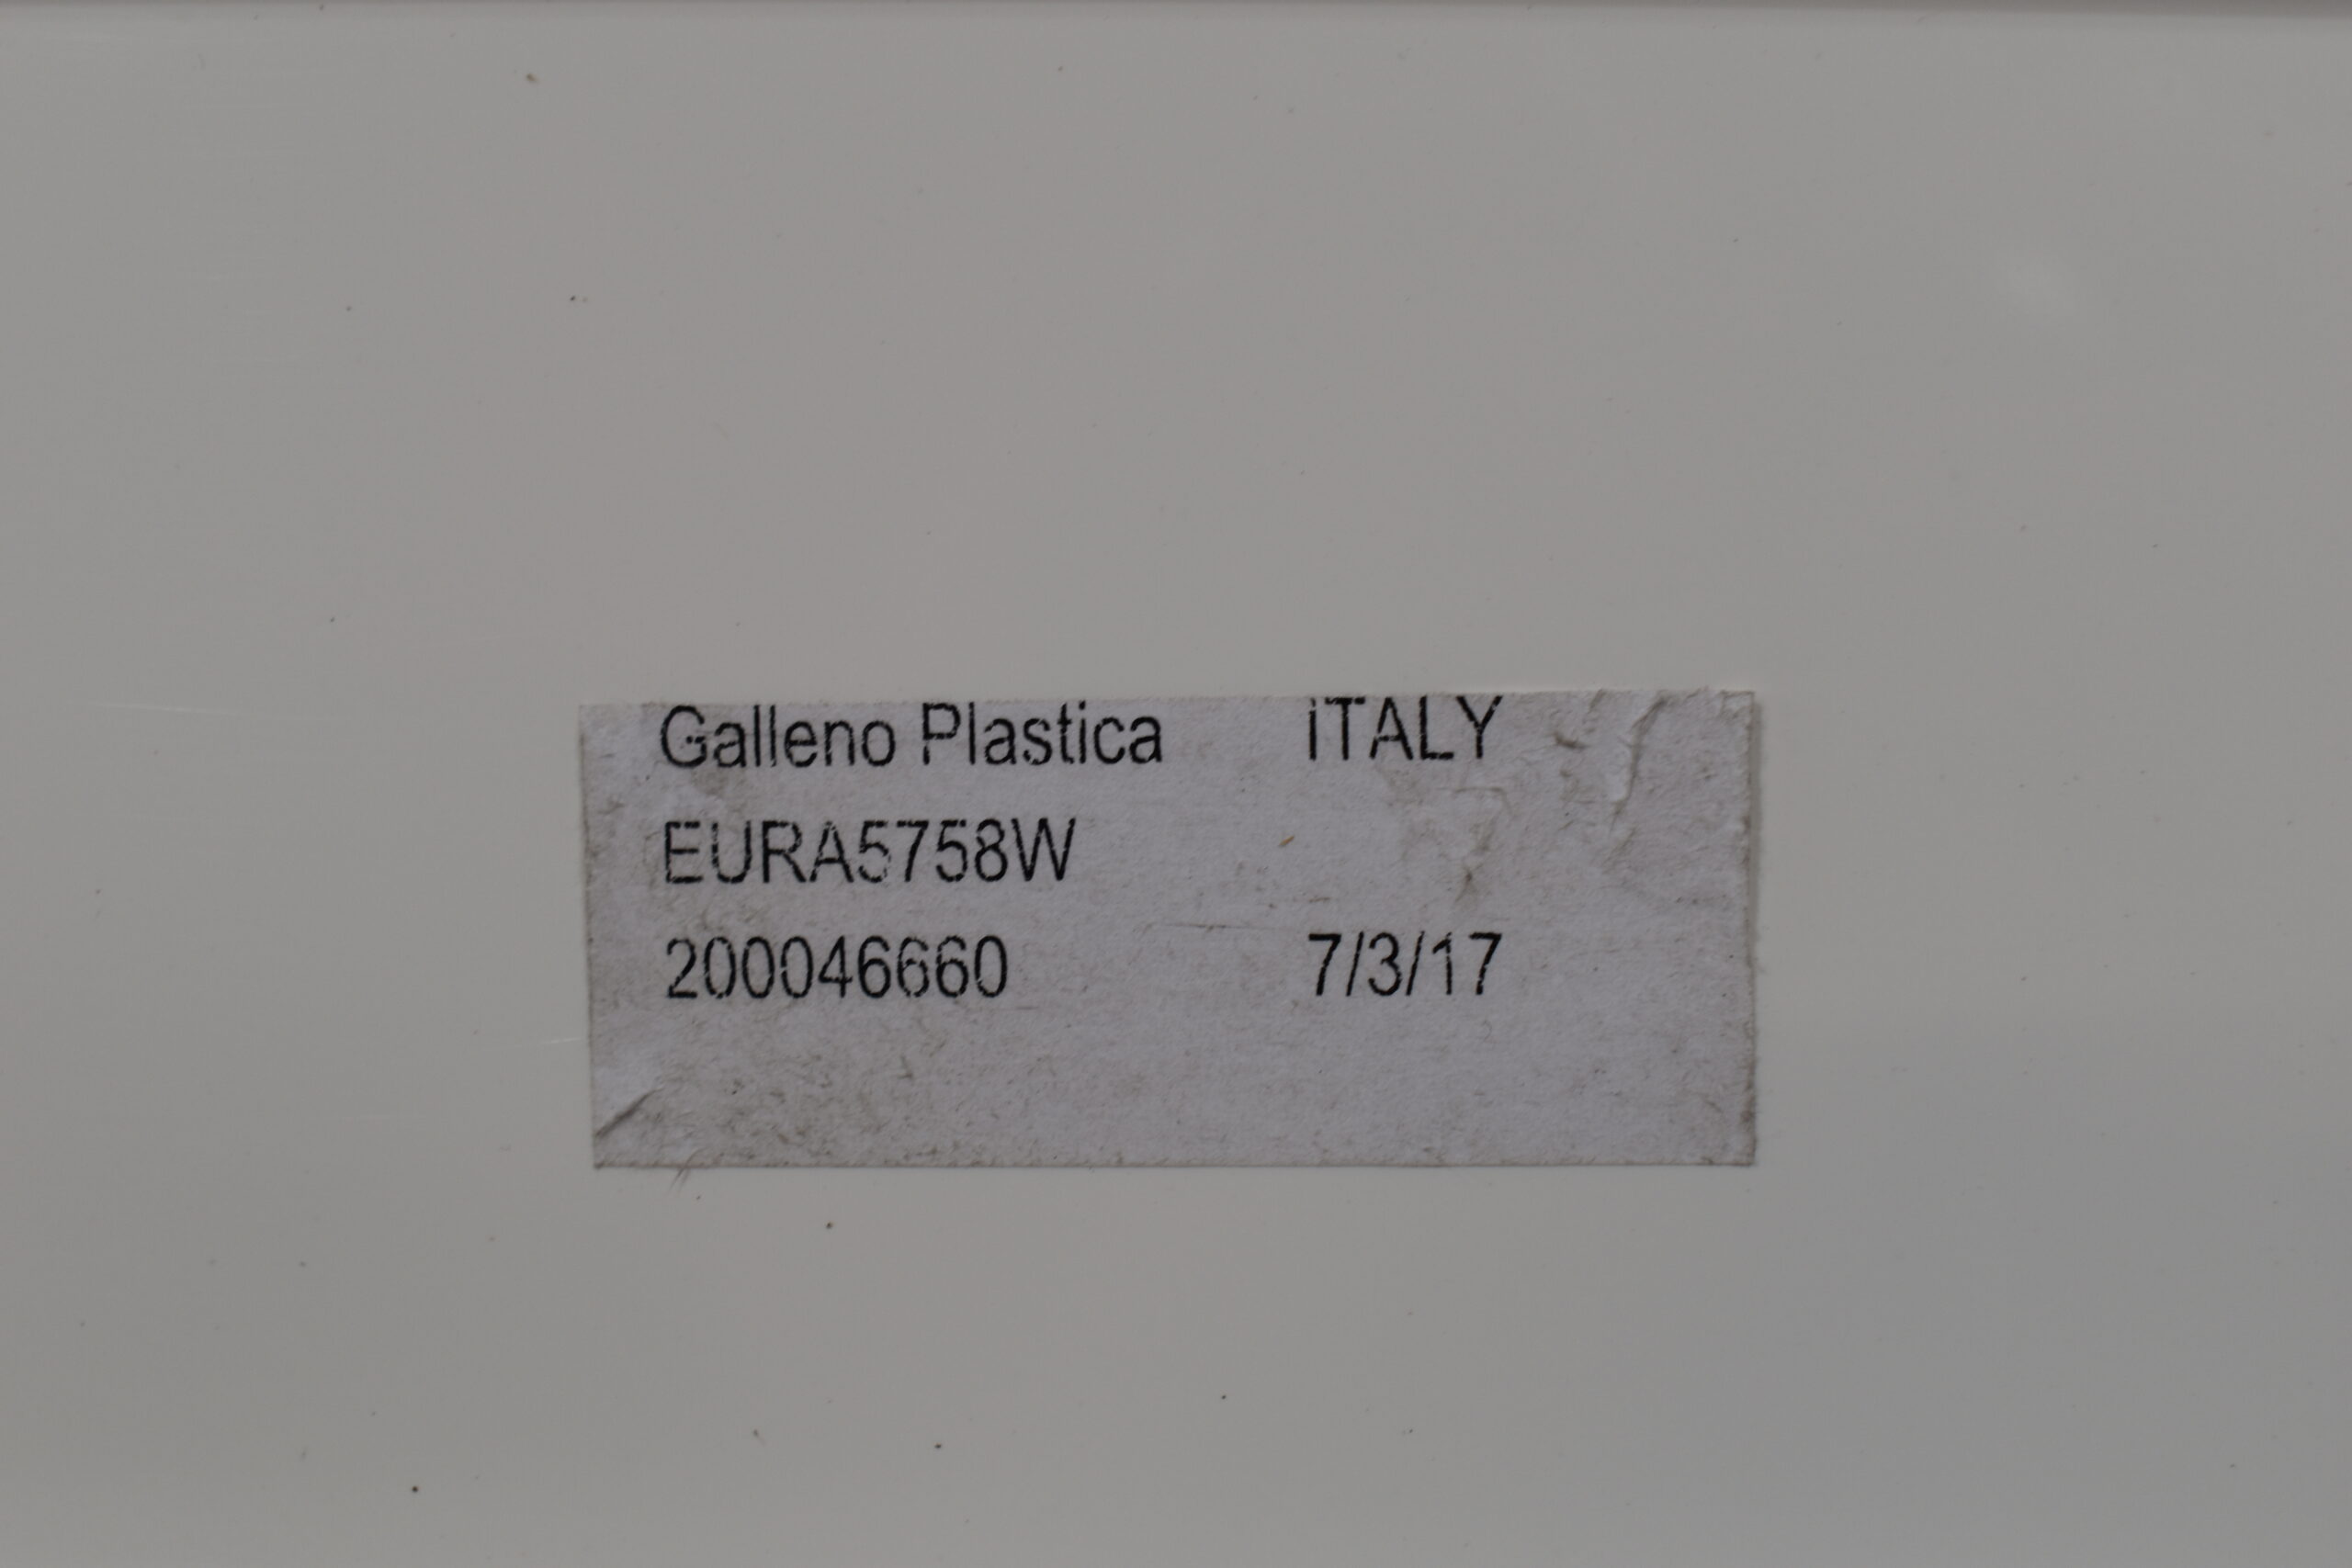 Galleno Plastica ITALY
EURA5758W
200046660 7/3/17